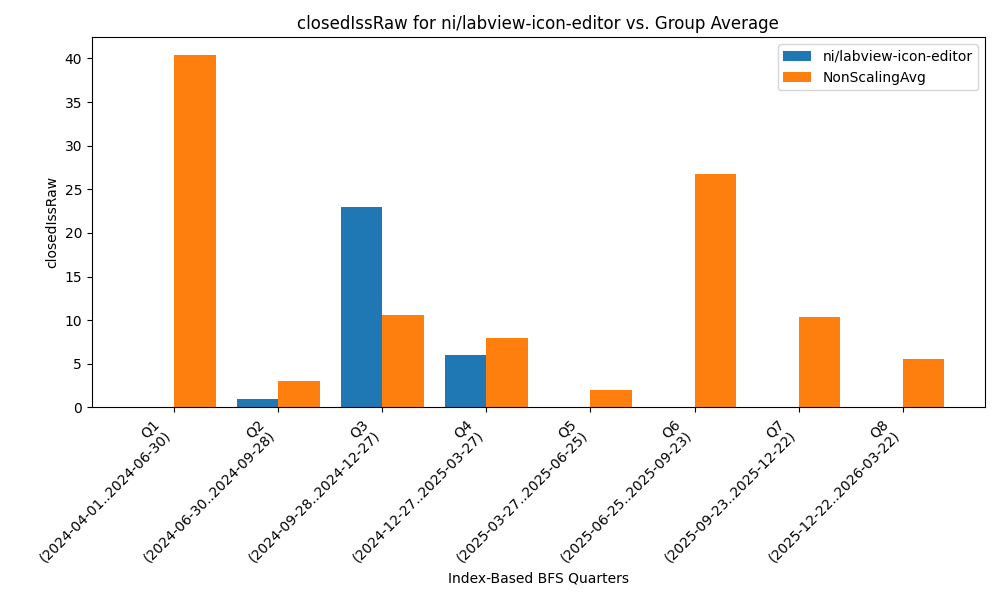 closedIssRaw for ni/labview-icon-editor vs. Group Average
ni/labview-icon-editor
NonScalingAvg
closedIssRaw
40
35
30
25
20
15
10
5
0
Q1
(2024-04-01..2024-06-30)
Q2
(2024-06-30..2024-09-28)
Q3
(2024-09-28..2024-12-27)
Q4
(2024-12-27..2025-03-27)
Q5
(2025-03-27..2025-06-25)
Q6
(2025-06-25..2025-09-23)
Q7
(2025-09-23..2025-12-22)
Q8
(2025-12-22..2026-03-22)
Index-Based BFS Quarters